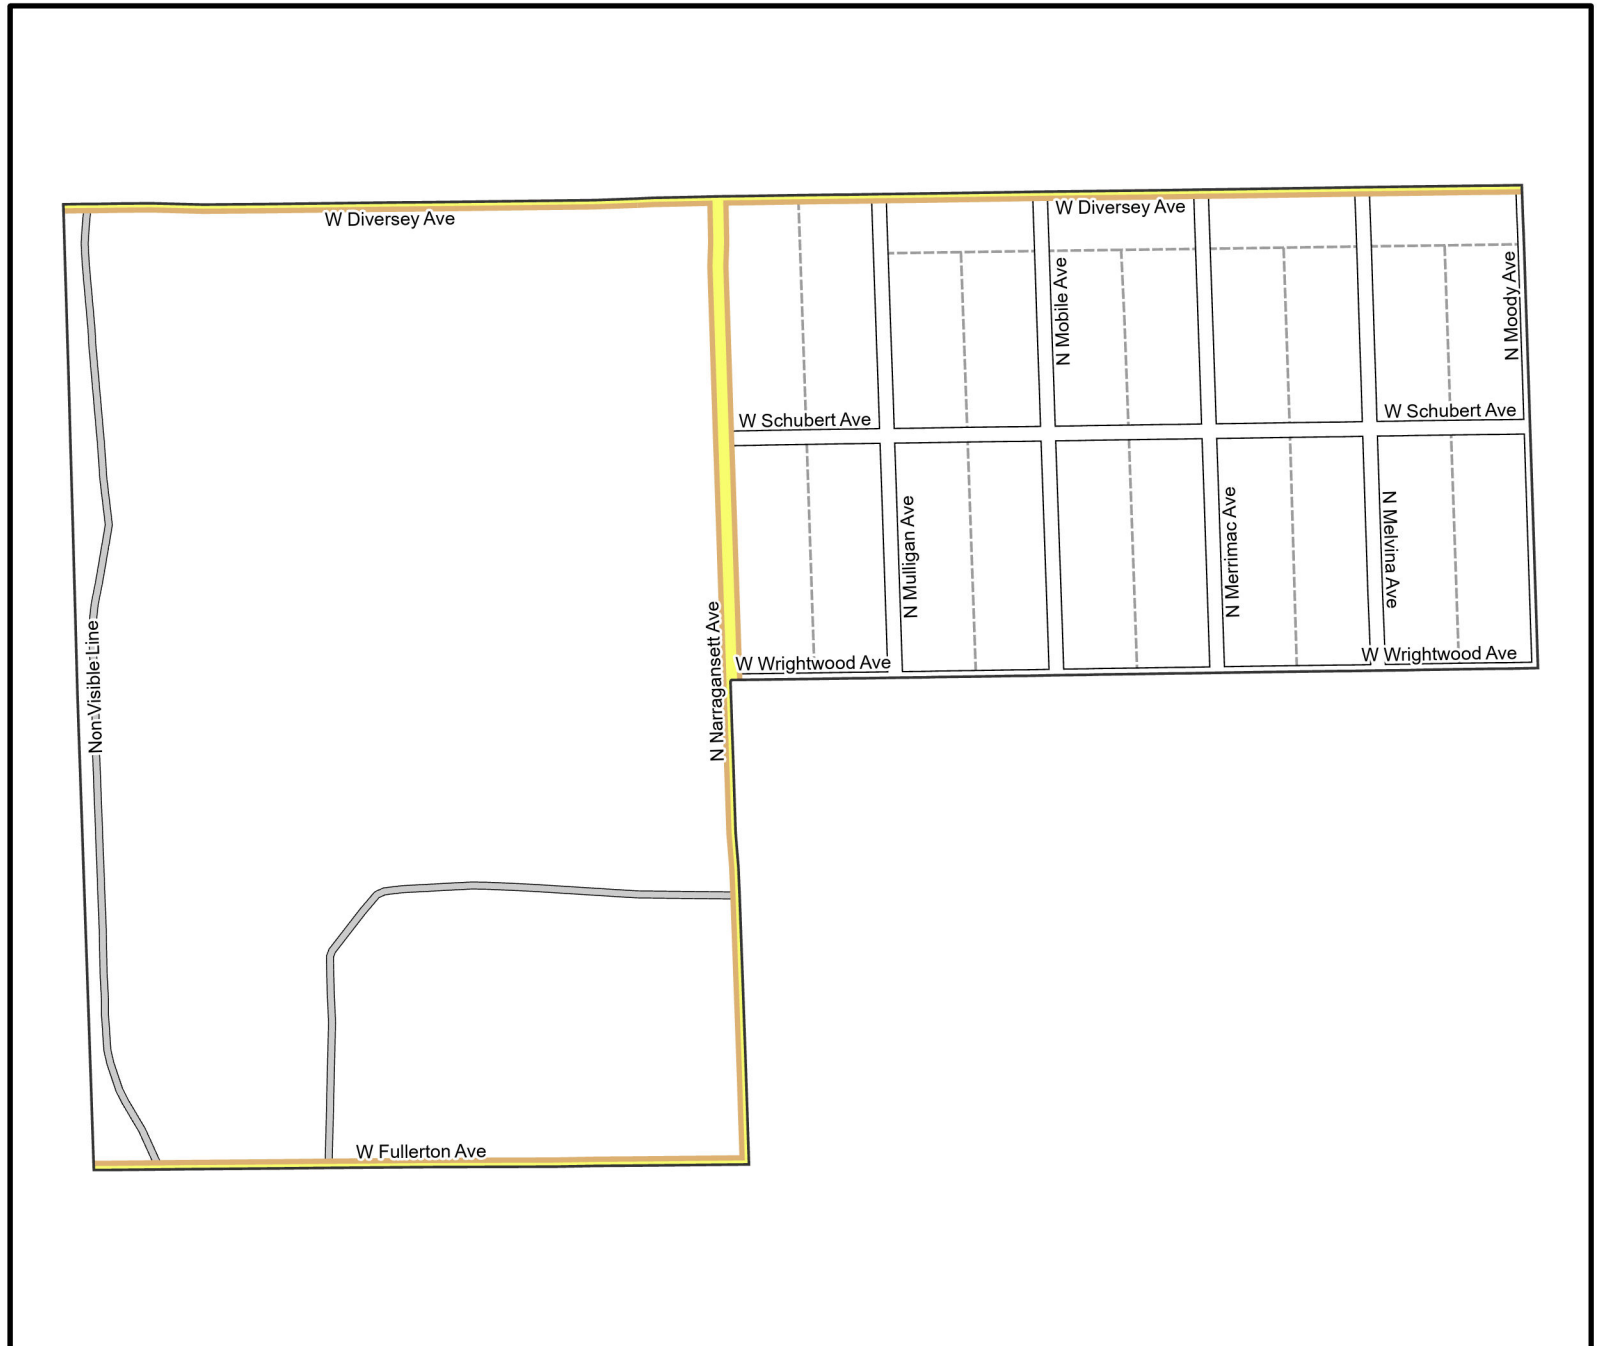 W Diversey Ave
W Diversey Ave
N Mobile Ave
N Moody Ave
W Schubert Ave
W Schubert Ave
N Mulligan Ave
N Merrimac Ave
N Melvina Ave
Non-Visible Line
N Narragansett Ave
W Wrightwood Ave
W Wrightwood Ave
W Fullerton Ave